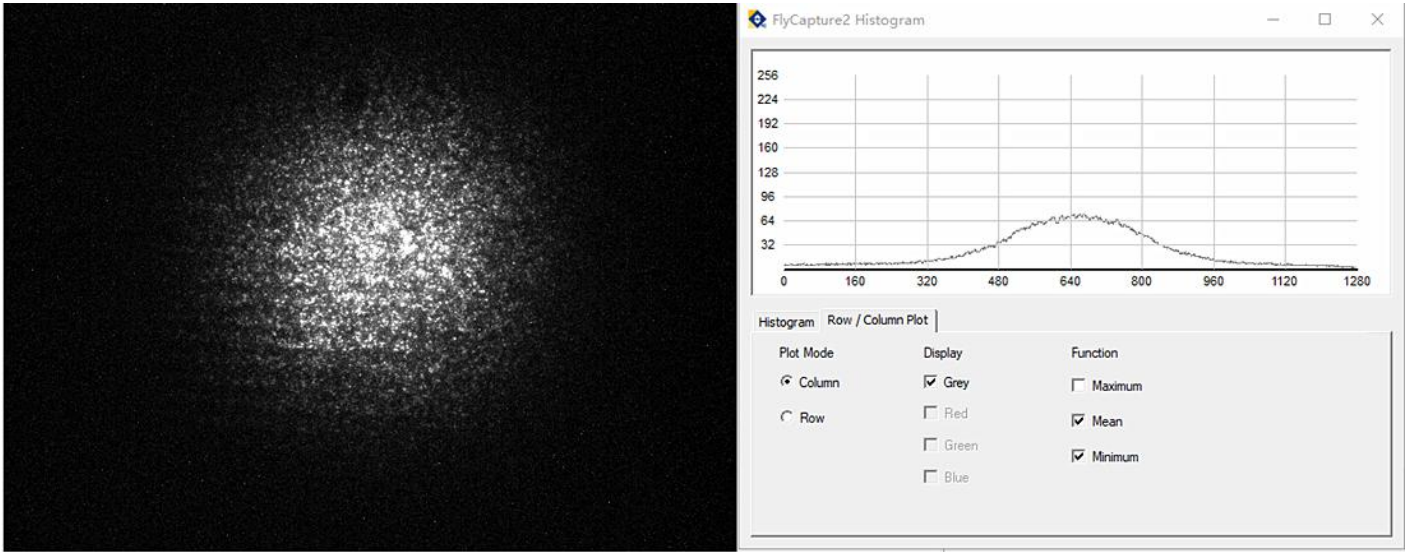 FlyCapture2 Histogram
256
224
192
160
128
96
64
32
0 160 320 480 640 800 960 1120 1280
Histogram Row / Column Plot
Plot Mode Display Function
Column Grey Maximum
Row Red Mean
Green Minimum
Blue